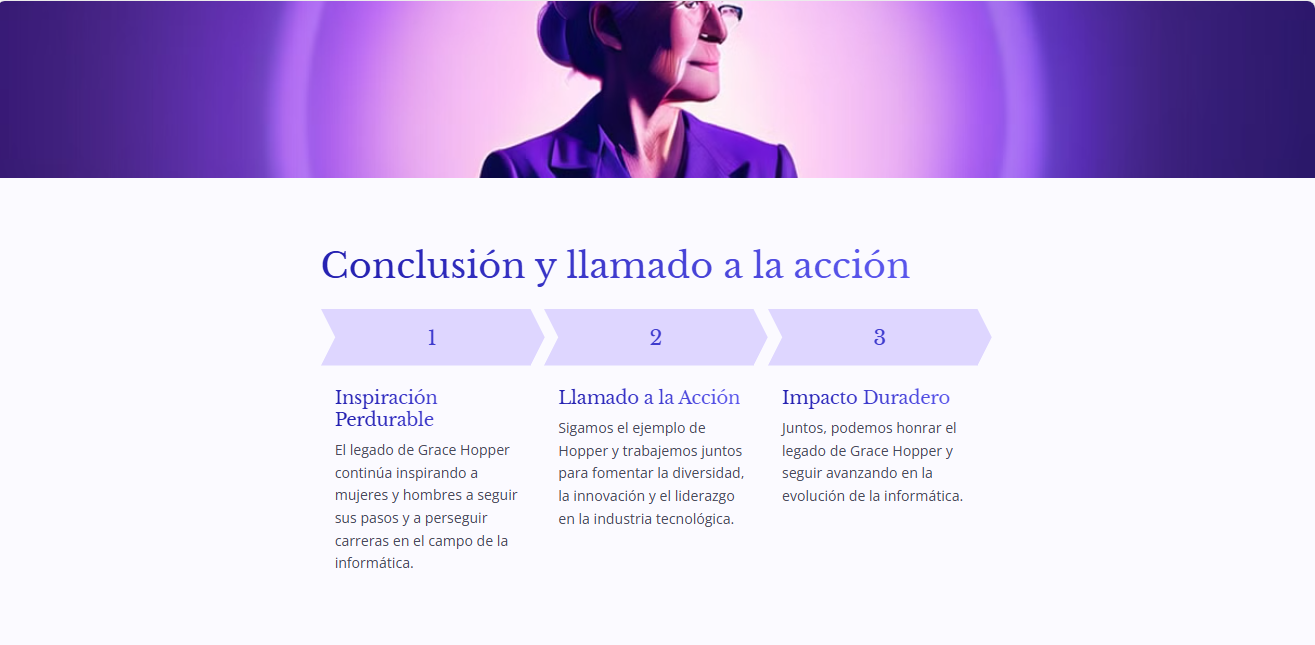 Conclusión y llamado a la acción
1
2
3
Inspiración
Perdurable
El legado de Grace Hopper
continúa inspirando a
mujeres y hombres a seguir
sus pasos y a perseguir
carreras en el campo de la
informática.
Llamado a la Acción
Sigamos el ejemplo de
Hopper y trabajemos juntos
para fomentar la diversidad,
la innovación y el liderazgo
en la industria tecnológica.
Impacto Duradero
Juntos, podemos honrar el
legado de Grace Hopper y
seguir avanzando en la
evolución de la informática.